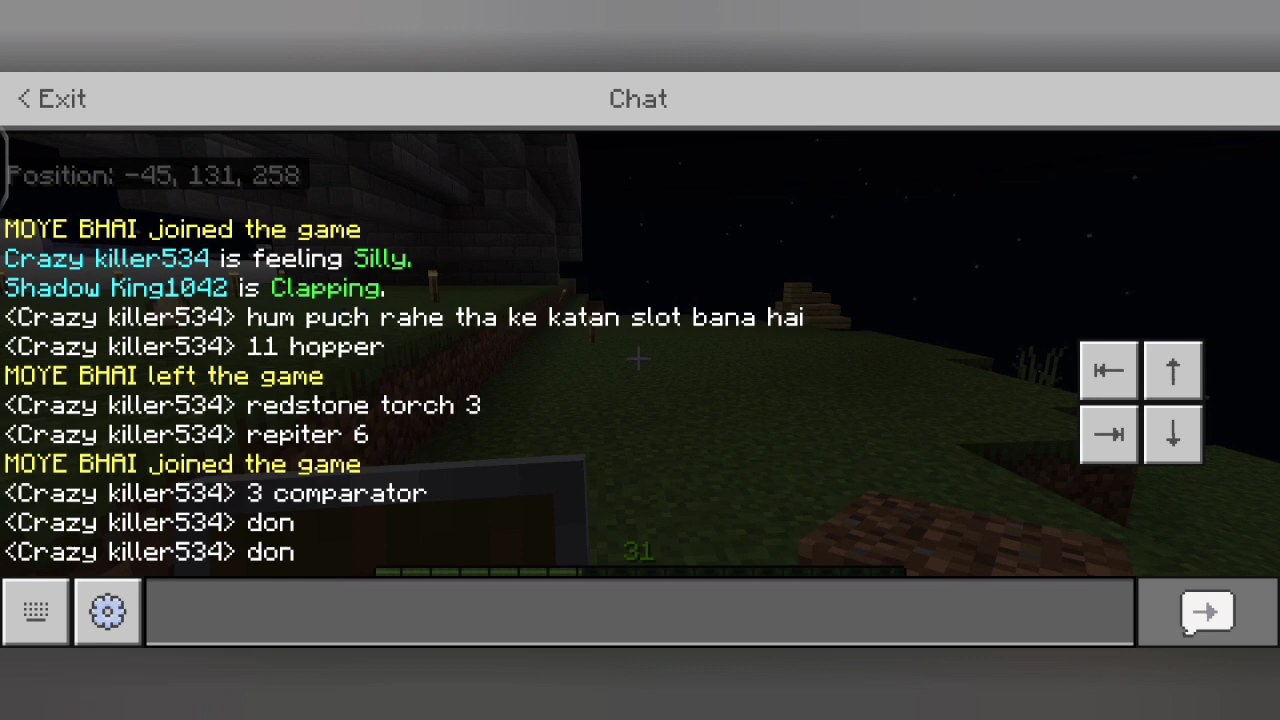 Exit
Chat
Position: -45, 131, 258
MOYE BHAI joined the game
Crazy killer534 is feeling Silly.
Shadow King1042 is Clapping.
<Crazy killer534> hum puch rahe tha ke katan slot bana hai
<Crazy killer534> 11 hopper
MOYE BHAI left the game
<Crazy killer534> redstone torch 3
<Crazy killer534> repiter 6
MOYE BHAI joined the game
<Crazy killer534> 3 comparator
<Crazy killer534> don
<Crazy killer534> don
31